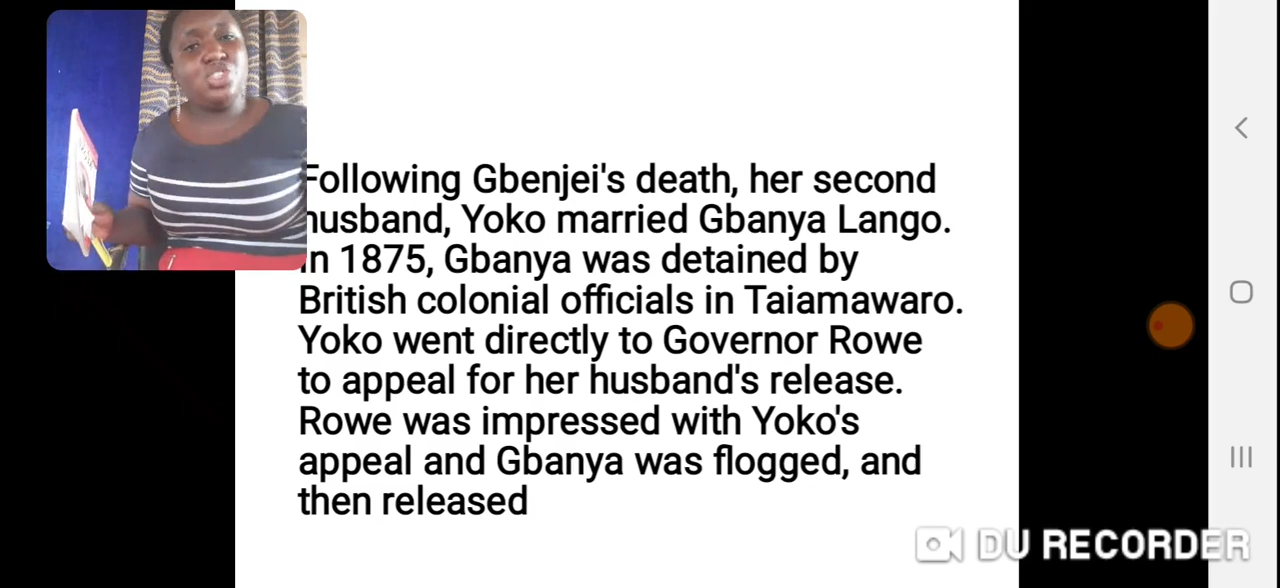 Following Gbenjei's death, her second
husband, Yoko married Gbanya Lango.
In 1875, Gbanya was detained by
British colonial officials in Taiamawaro.
Yoko went directly to Governor Rowe
to appeal for her husband's release.
Rowe was impressed with Yoko's
appeal and Gbanya was flogged, and
then released
DU RECORDER